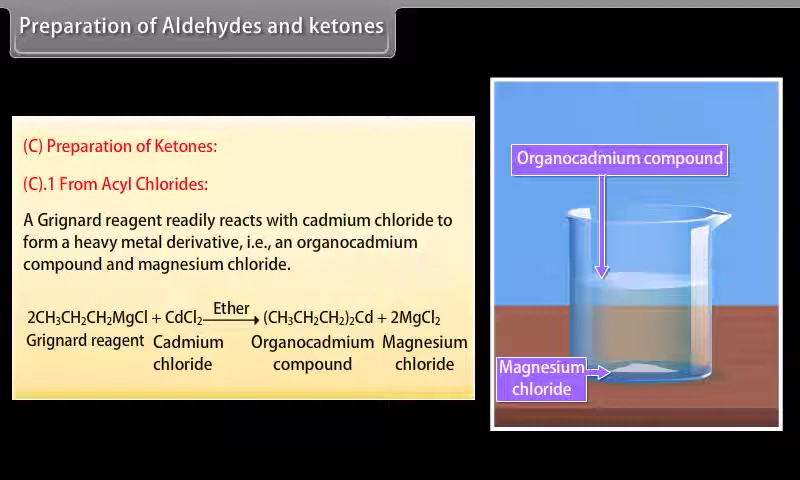 Preparation of Aldehydes and ketones
(C) Preparation of Ketones:
(C).1 From Acyl Chlorides:
A Grignard reagent readily reacts with cadmium chloride to
form a heavy metal derivative, i.e., an organocadmium
compound and magnesium chloride.
2CH₃CH₂CH₂MgCl + CdCl₂ Ether (CH₃CH₂CH₂)₂Cd + 2MgCl₂
Grignard reagent Cadmium Organocadmium Magnesium
chloride compound chloride
Organocadmium compound
Magnesium
chloride